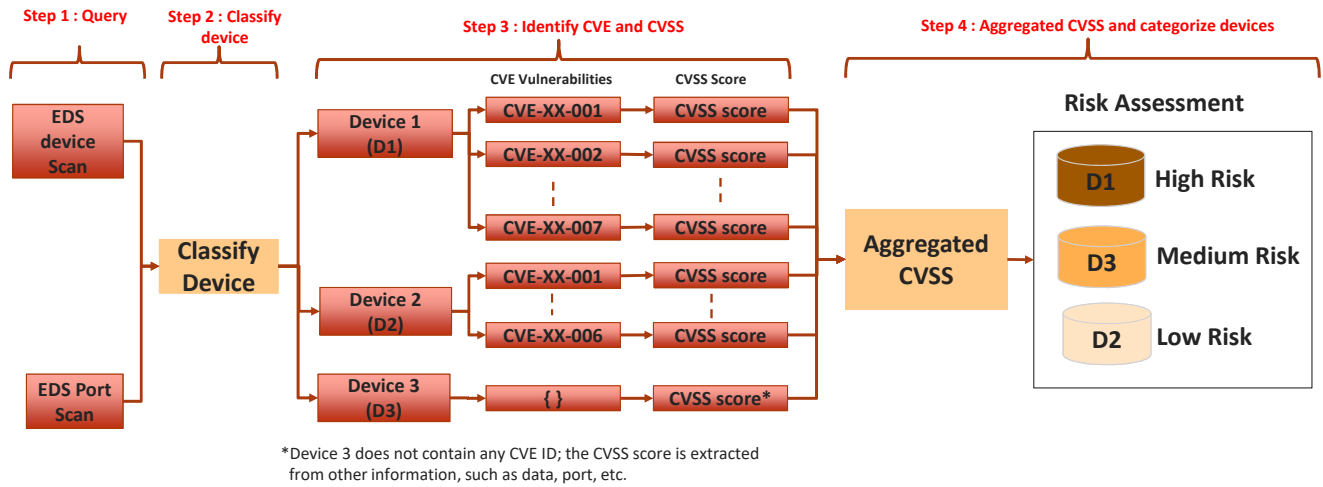 Step 1 : Query
Step 2 : Classify
device
Step 3 : Identify CVE and CVSS
Step 4 : Aggregated CVSS and categorize devices
CVE Vulnerabilities
CVSS Score
EDS
device
Scan
EDS Port
Scan
Classify
Device
Device 1
(D1)
CVE-XX-001
CVSS score
CVE-XX-002
CVSS score
CVE-XX-007
CVSS score
Device 2
(D2)
CVE-XX-001
CVSS score
CVE-XX-006
CVSS score
Device 3
(D3)
{ }
CVSS score*
*Device 3 does not contain any CVE ID; the CVSS score is extracted
from other information, such as data, port, etc.
Aggregated
CVSS
Risk Assessment
D1
High Risk
D3
Medium Risk
D2
Low Risk